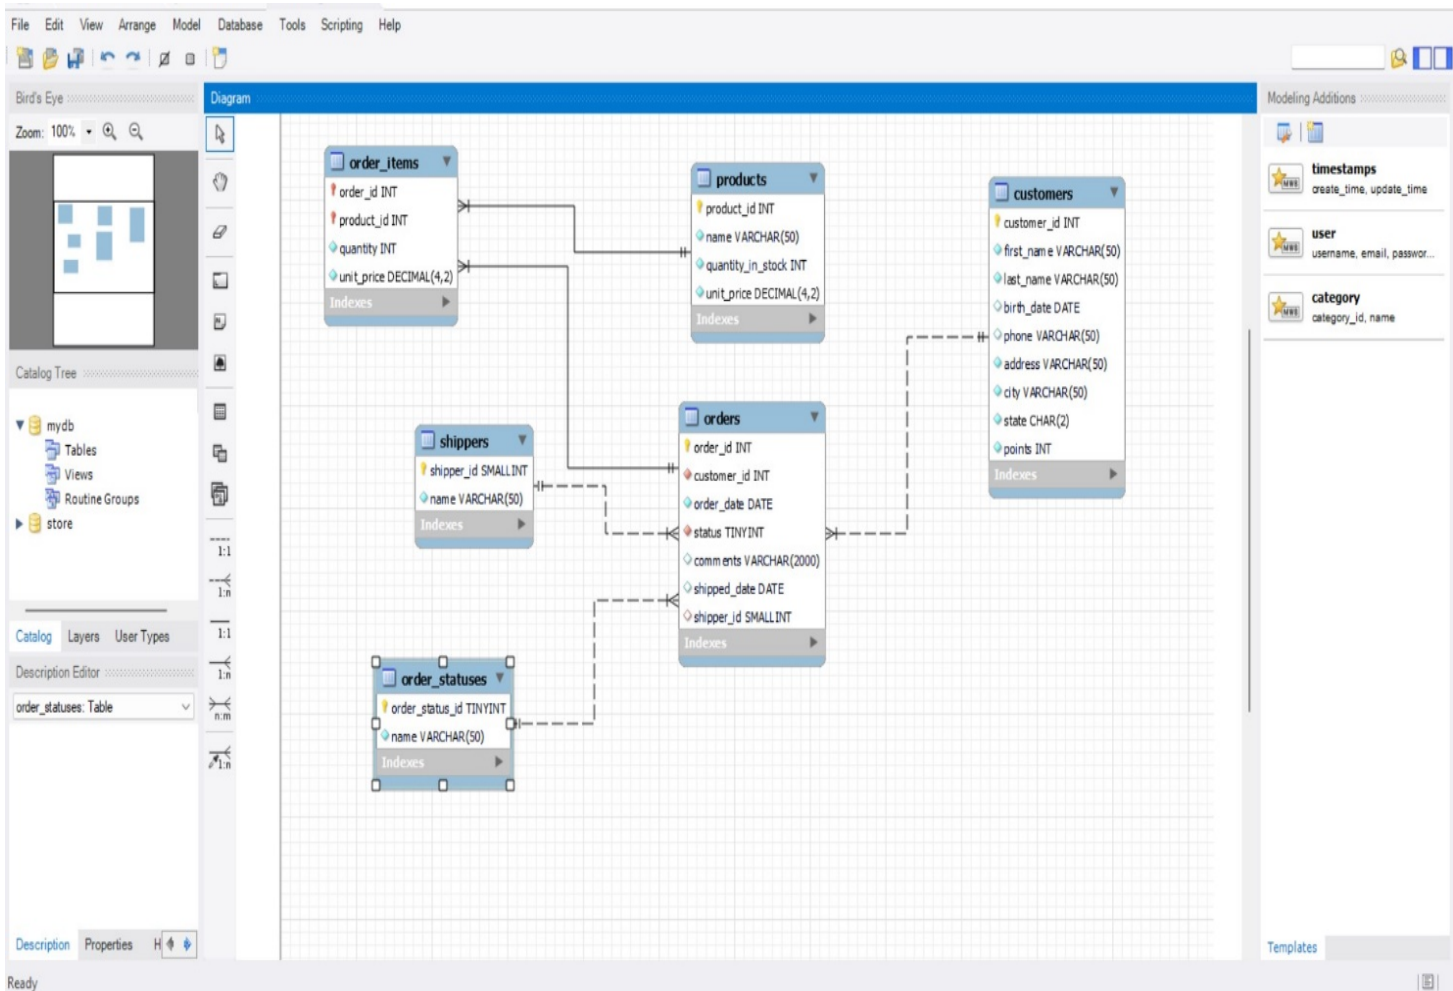 File Edit View Arrange Model Database Tools Scripting Help
Bird's Eye
Zoom: 100%
Catalog Tree
mydb
Tables
Views
Routine Groups
store
Catalog Layers User Types
Description Editor
order_statuses: Table
Description Properties H
Ready
Diagram
1:1
1:n
1:1
1:n
n:m
1:n
order_items
order_id INT
product_id INT
quantity INT
unit_price DECIMAL(4,2)
Indexes
products
product_id INT
name VARCHAR(50)
quantity_in_stock INT
unit_price DECIMAL(4,2)
Indexes
customers
customer_id INT
first_name VARCHAR(50)
last_name VARCHAR(50)
birth_date DATE
phone VARCHAR(50)
address VARCHAR(50)
city VARCHAR(50)
state CHAR(2)
points INT
Indexes
shippers
shipper_id SMALLINT
name VARCHAR(50)
Indexes
orders
order_id INT
customer_id INT
order_date DATE
status TINYINT
comments VARCHAR(2000)
shipped_date DATE
shipper_id SMALLINT
Indexes
order_statuses
order_status_id TINYINT
name VARCHAR(50)
Indexes
Modeling Additions
timestamps
create_time, update_time
user
username, email, passwor...
category
category_id, name
Templates